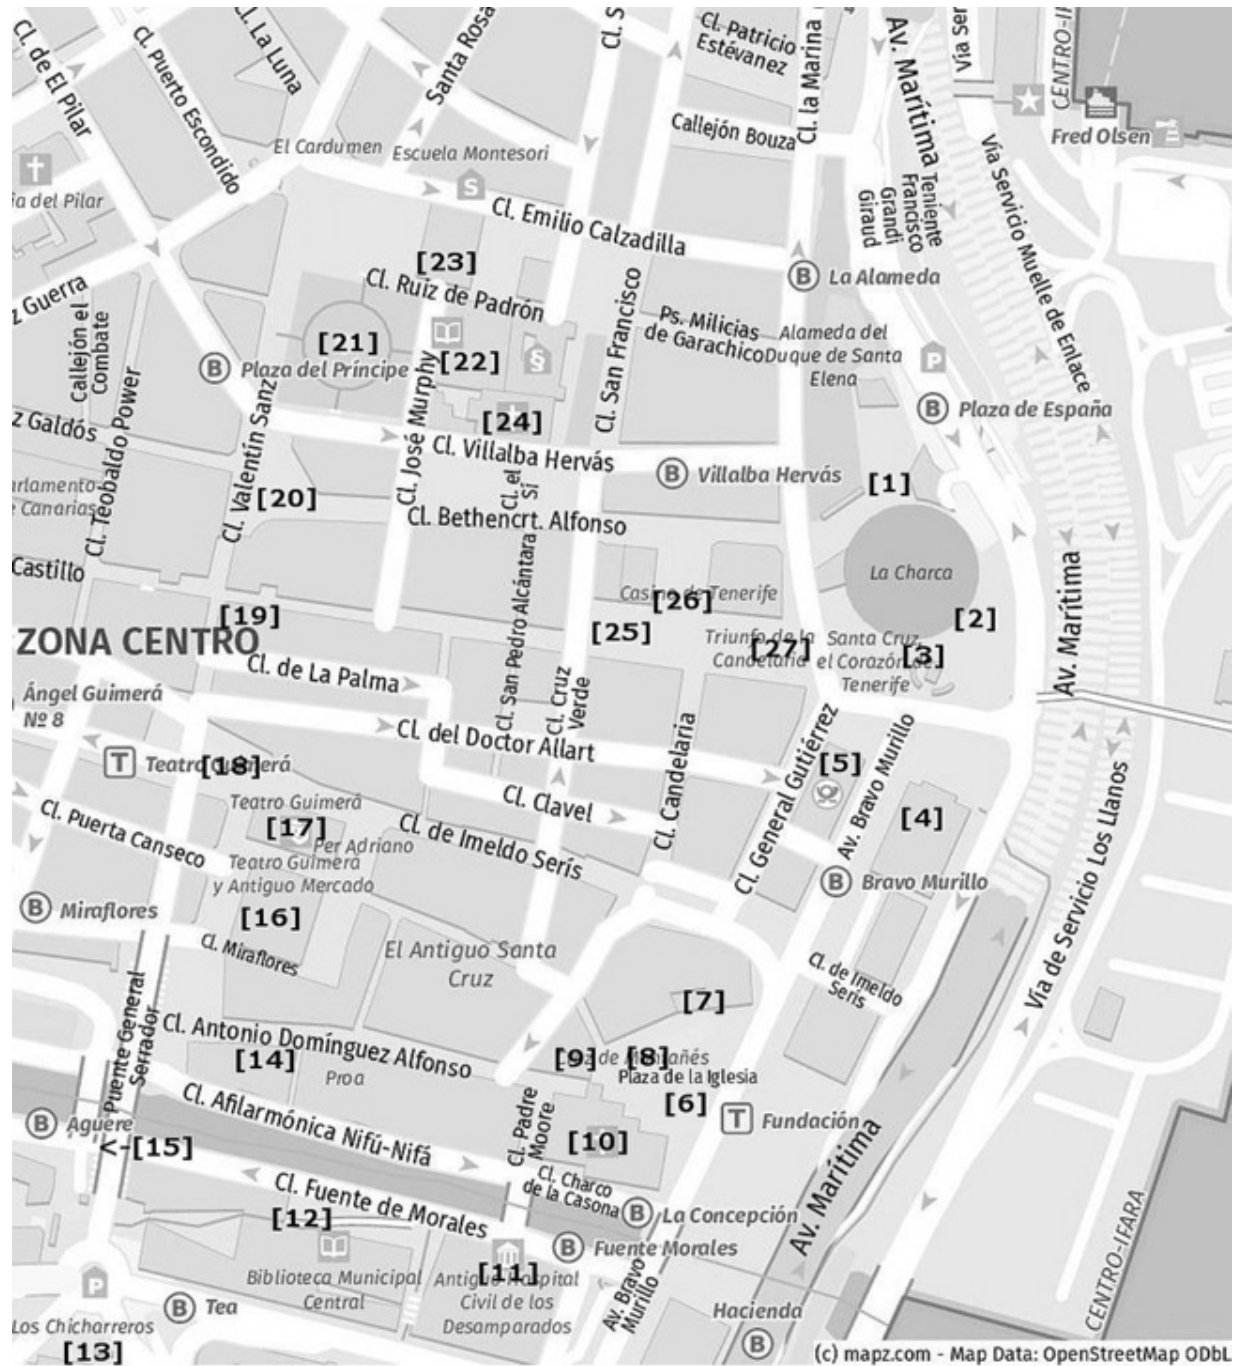 Cl. de El Pilar
Cl. Puerto Escondido
Cl. La Luna
Santa Rosa
Cl. S
Cl. Patricio
Estévanez
Cl. la Marina
Av. Marítima
Vía Ser
CENTRO-IF
Fred Olsen
Callejón Bouza
El Cardumen
Escuela Montesori
ia del Pilar
Cl. Emilio Calzadilla
Teniente
Francisco
Grandi
Giraud
Vía Servicio Muelle de Enlace
[23]
Cl. Ruiz de Padrón
B La Alameda
z Guerra
Callejón el
Combate
[21]
B Plaza del Príncipe
[22]
Cl. San Francisco
Ps. Milicias
de Garachico
Alameda del
Duque de Santa
Elena
P
B Plaza de España
z Galdós
Cl. Teobaldo Power
Cl. Valentín Sanz
Cl. José Murphy
[24]
Cl. Villalba Hervás
B Villalba Hervás
Cl. el
Sí
[1]
arlamento
e Canarias
[20]
Cl. Bethencrt. Alfonso
Castillo
Cl. San Pedro Alcántara
La Charca
Casino de Tenerife
[26]
Av. Marítima
[19]
ZONA CENTRO
[25]
[2]
Triunfo de la
Candelaria
[27]
Santa Cruz,
el Corazón de
Tenerife
[3]
Cl. de La Palma
Ángel Guimerá
Nº 8
Cl. Cruz
Verde
Cl. del Doctor Allart
Cl. Candelaria
Cl. General Gutiérrez
Av. Bravo Murillo
T Teatro Guimerá
[18]
[5]
Vía de Servicio Los Llanos
Cl. Puerta Canseco
Teatro Guimerá
[17]
Per Adriano
Teatro Guimerá
y Antiguo Mercado
Cl. Clavel
Cl. de Imeldo Serís
[4]
B Miraflores
[16]
Cl. Miraflores
B Bravo Murillo
El Antiguo Santa
Cruz
Cl. de Imeldo
Serís
Puente General
Serrador
[7]
Cl. Antonio Domínguez Alfonso
[14]
Proa
[9]
[8]
Plaza de la Iglesia
[6]
T Fundación
B Aguere
<-[15]
Cl. Afilarmónica Nifú-Nifá
Cl. Padre
Moore
[10]
Cl. Charco
de la Casona
Av. Marítima
Cl. Fuente de Morales
[12]
B La Concepción
B Fuente Morales
CENTRO-IFARA
P
B Tea
Biblioteca Municipal
Central
Antiguo Hospital
[11]
Civil de los
Desamparados
Av. Bravo
Murillo
Hacienda
B
Los Chicharreros
[13]
(c) mapz.com - Map Data: OpenStreetMap ODbL